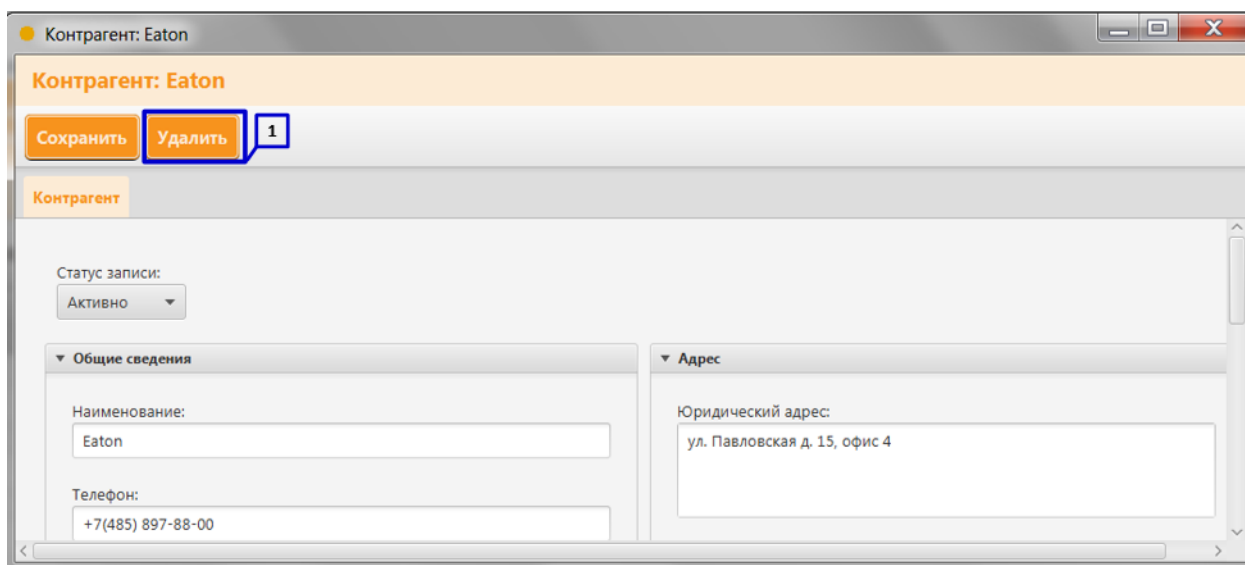 Контрагент: Eaton
Контрагент: Eaton
Сохранить Удалить 1
Контрагент
Статус записи:
Активно
Общие сведения
Наименование:
Eaton
Телефон:
+7(485) 897-88-00
Адрес
Юридический адрес:
ул. Павловская д. 15, офис 4